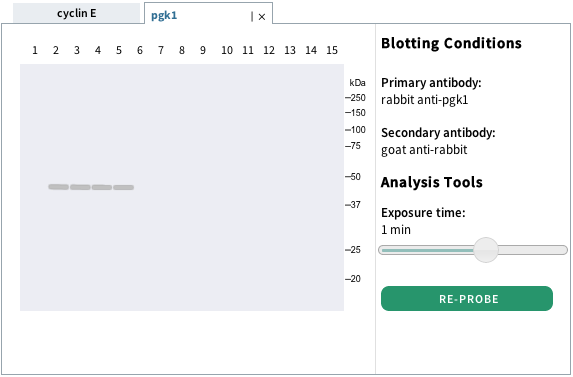 cyclin E
pgk1 | ×
1 2 3 4 5 6 7 8 9 10 11 12 13 14 15
kDa
250
150
100
75
50
37
25
20
Blotting Conditions
Primary antibody:
rabbit anti-pgk1
Secondary antibody:
goat anti-rabbit
Analysis Tools
Exposure time:
1 min
RE-PROBE